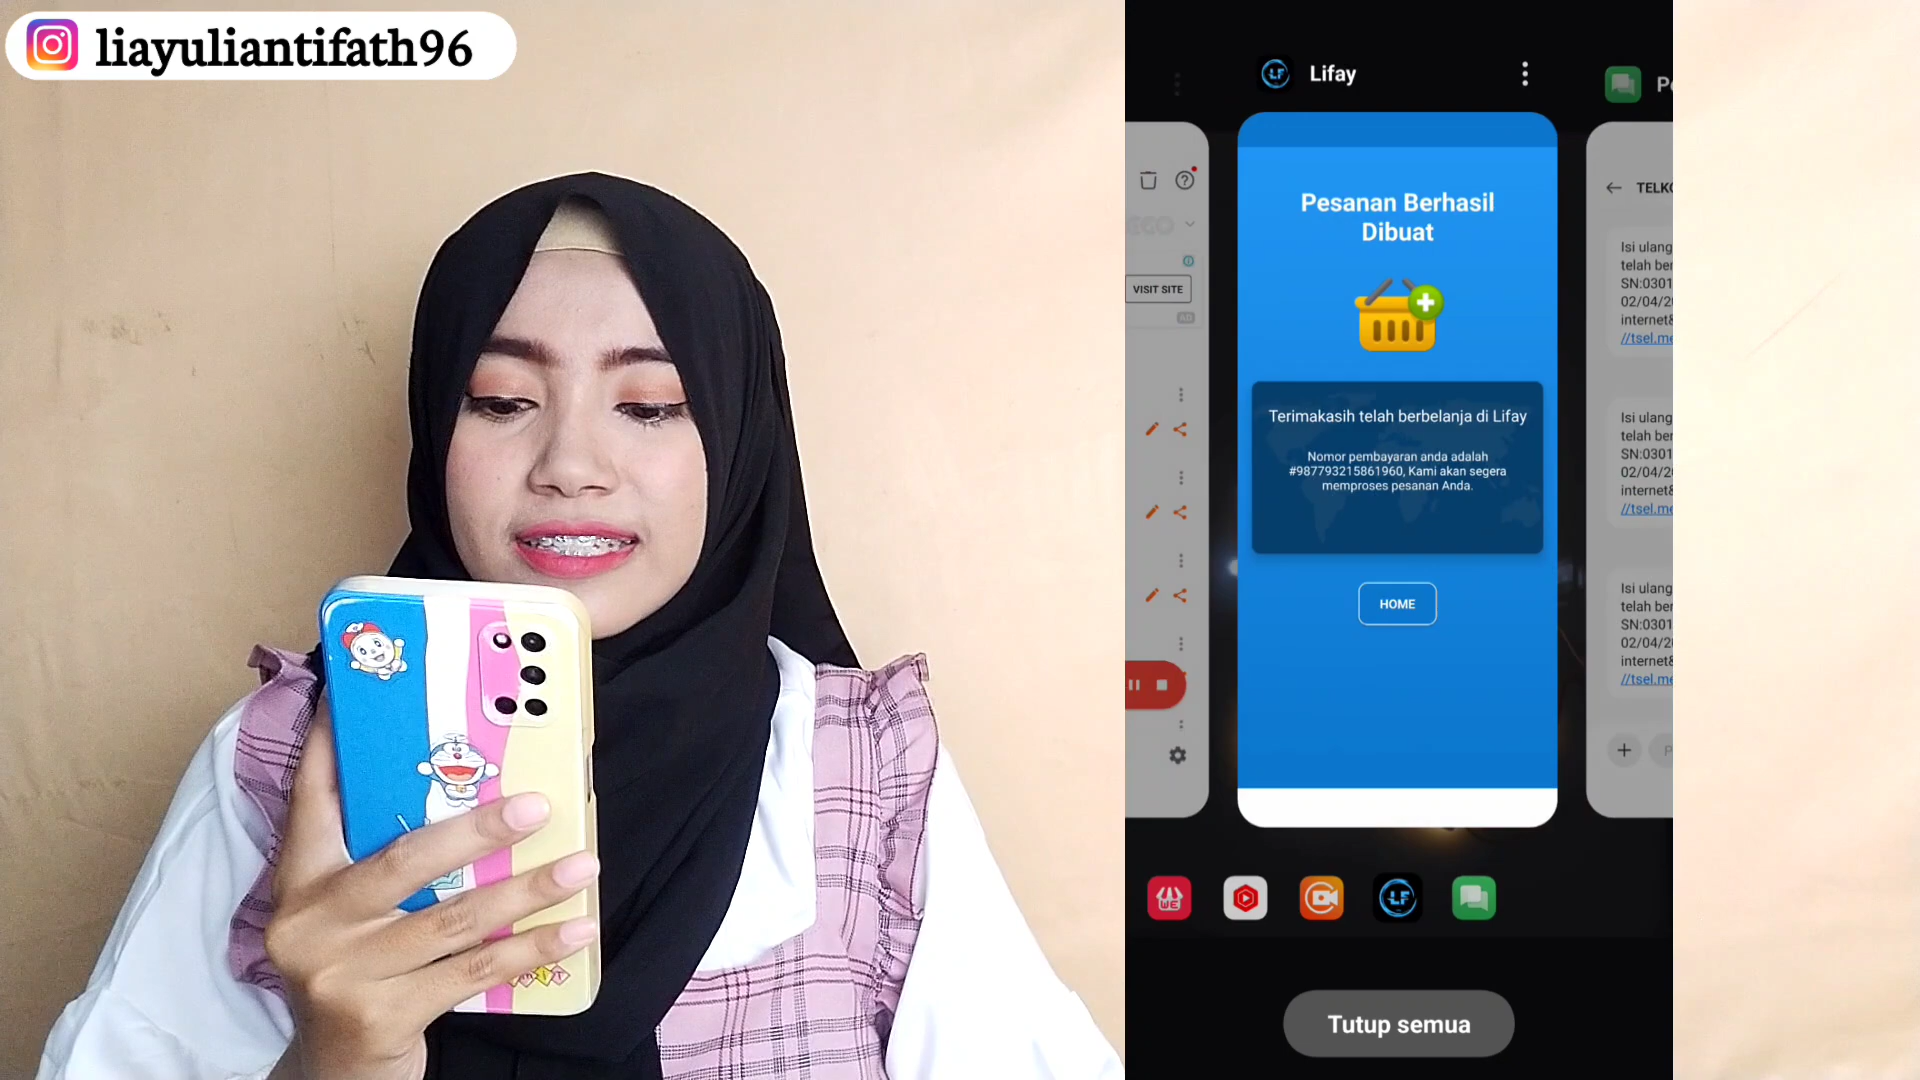 liayuliantifath96
Lifay
VISIT SITE
AD
Pesanan Berhasil
Dibuat
Terimakasih telah berbelanja di Lifay
Nomor pembayaran anda adalah
#987793215861960, Kami akan segera
memproses pesanan Anda.
HOME
TELK
Isi ulang
telah ber
SN:0301
02/04/2
internet&
//tsel.me
Isi ulang
telah ber
SN:0301
02/04/2
internet&
//tsel.me
Isi ulang
telah ber
SN:0301
02/04/2
internet&
//tsel.me
WE
LF
Tutup semua